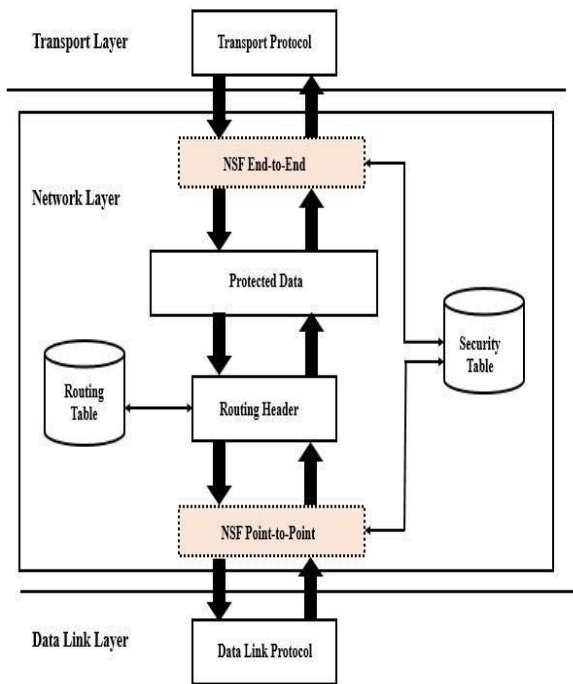 Transport Layer
Transport Protocol
NSF End-to-End
Network Layer
Protected Data
Security
Table
Routing
Table
Routing Header
NSF Point-to-Point
Data Link Layer
Data Link Protocol